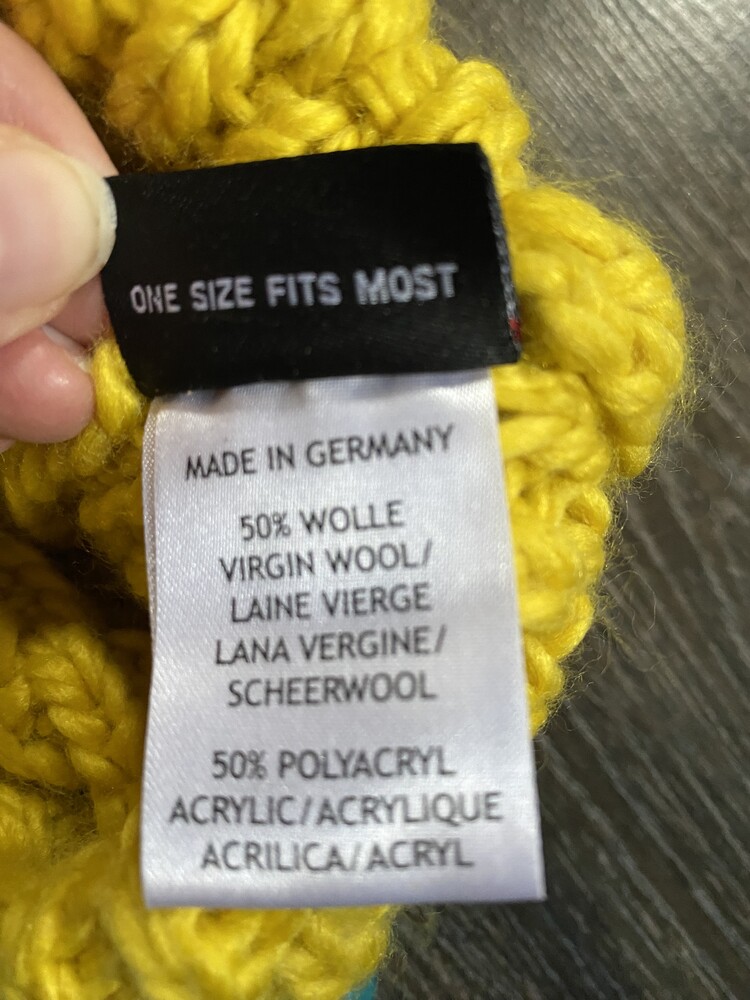 ONE SIZE FITS MOST
MADE IN GERMANY
50% WOLLE
VIRGIN WOOL/
LAINE VIERGE
LANA VERGINE/
SCHEERWOOL
50% POLYACRYL
ACRYLIC/ACRYLIQUE
ACRILICA/ACRYL